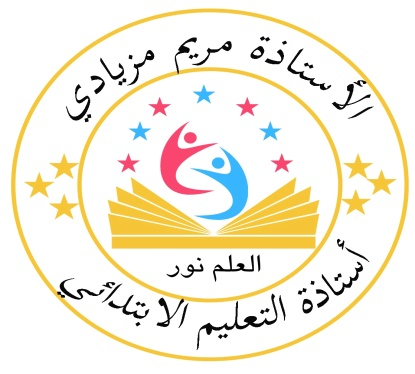 الأستاذة مريم مزيادي
العلم نور
أستاذة التعليم الابتدائي